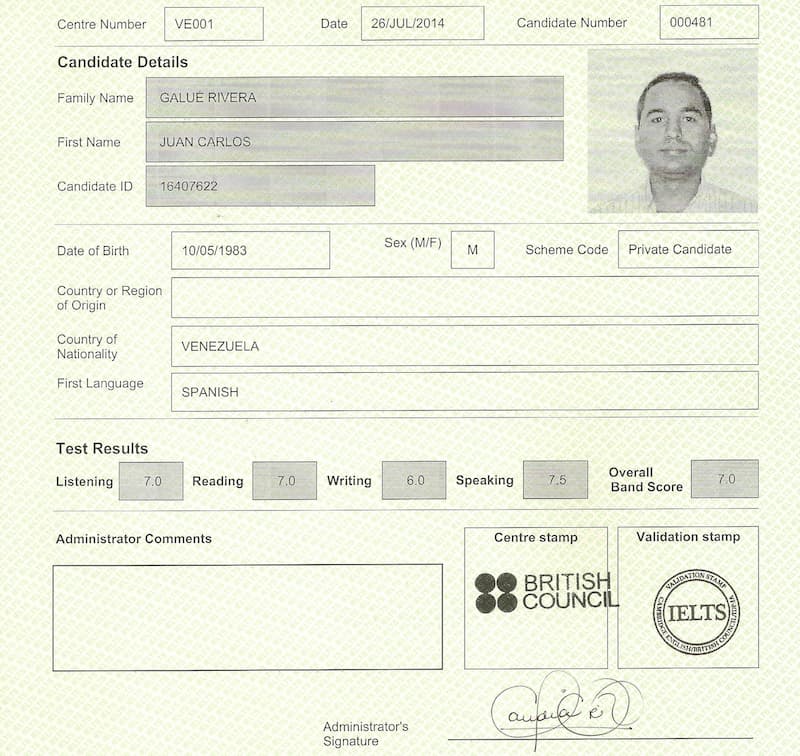 Centre Number VE001 Date 26/JUL/2014 Candidate Number 000481
Candidate Details
Family Name GALUÉ RIVERA
First Name JUAN CARLOS
Candidate ID 16407622
Date of Birth 10/05/1983 Sex (M/F) M Scheme Code Private Candidate
Country or Region
of Origin
Country of
Nationality VENEZUELA
First Language SPANISH
Test Results
Listening 7.0 Reading 7.0 Writing 6.0 Speaking 7.5 Overall
Band Score 7.0
Administrator Comments
Centre stamp
BRITISH
COUNCIL
Validation stamp
VALIDATION STAMP
IELTS
CAMBRIDGE ENGLISH/BRITISH COUNCIL/IDP:IA
Administrator's
Signature